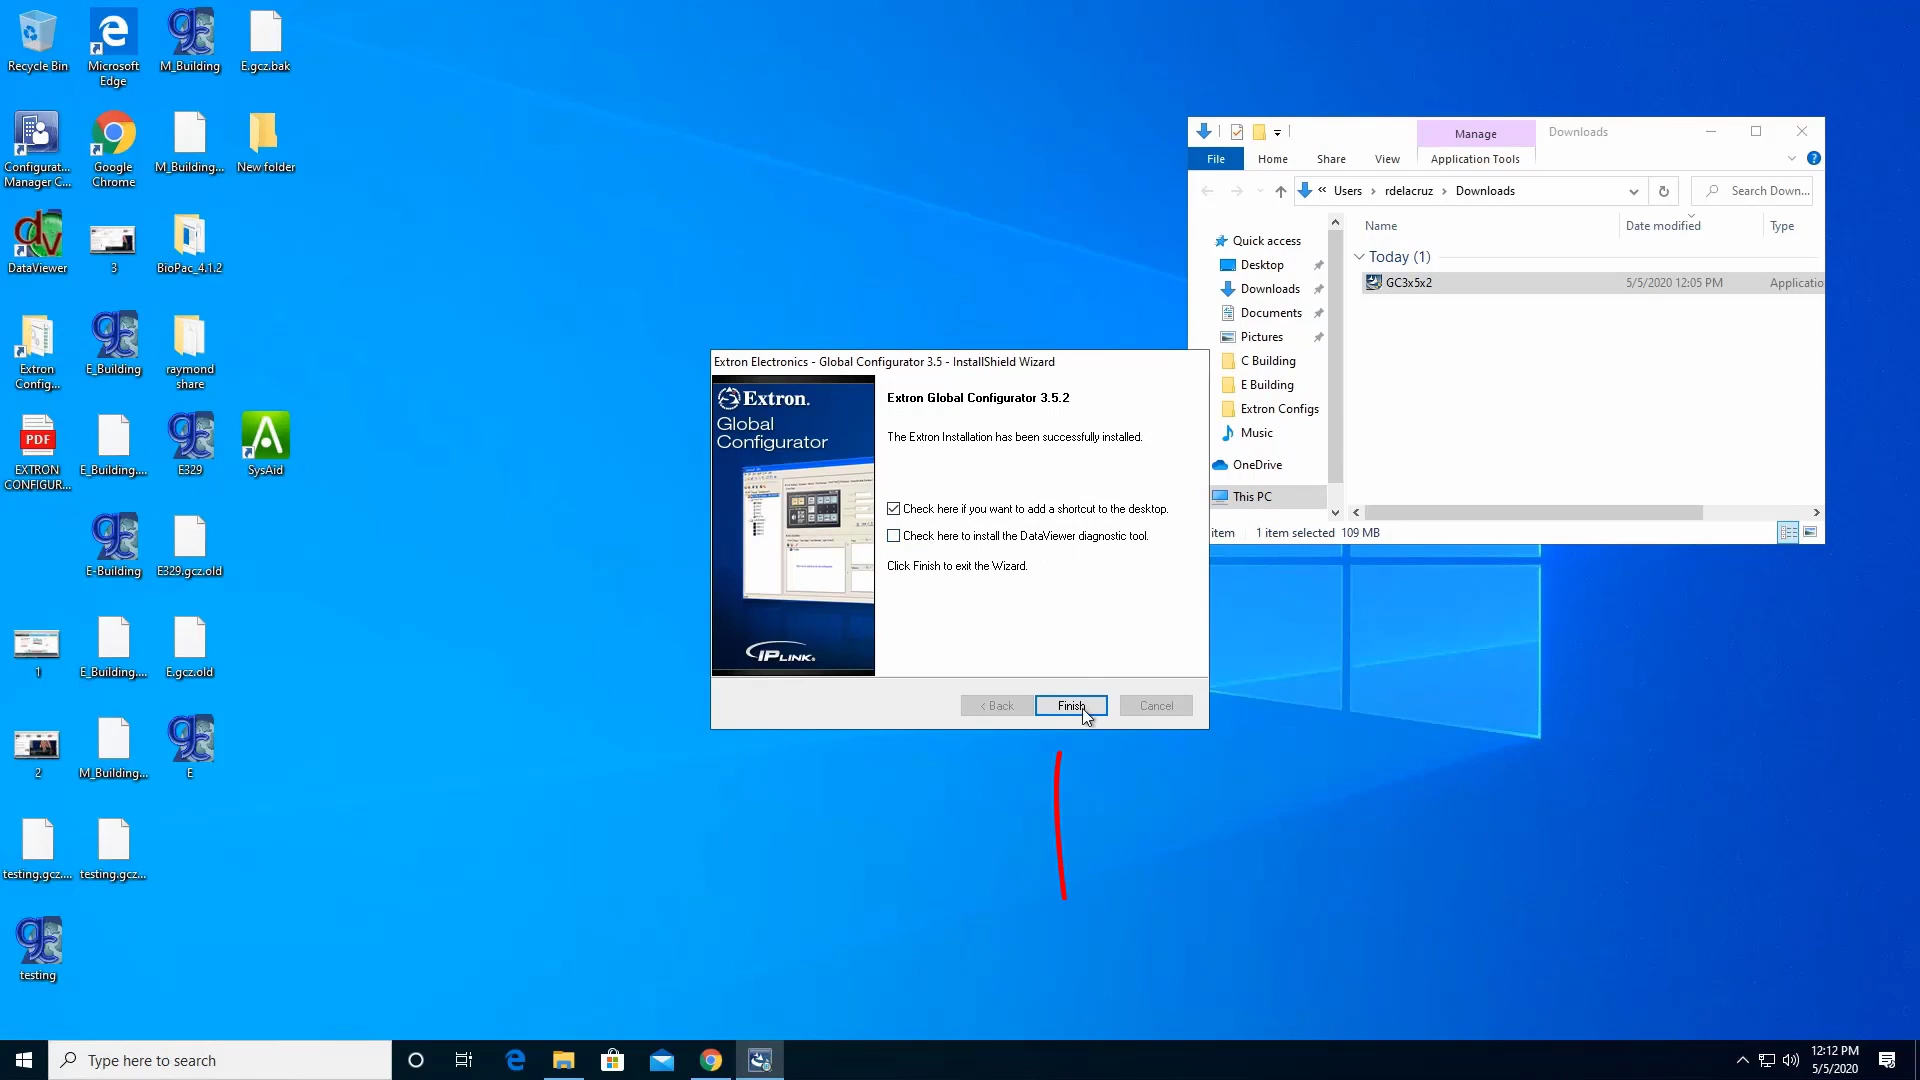 Recycle Bin
Microsoft
Edge
M_Building
E.gcz.bak
Configurat...
Manager C...
Google
Chrome
M_Building...
New folder
DataViewer
3
BioPac_4.1.2
Extron
Config...
E_Building
raymond
share
EXTRON
CONFIGUR...
E_Building....
E329
SysAid
PDF
E-Building
E329.gcz.old
1
E_Building....
E.gcz.old
2
M_Building...
E
testing.gcz....
testing.gcz...
testing
Manage
Downloads
File
Home
Share
View
Application Tools
« Users > rdelacruz > Downloads
Search Down...
Name
Date modified
Type
Quick access
Desktop
Downloads
Documents
Pictures
C Building
E Building
Extron Configs
Music
OneDrive
This PC
Today (1)
GC3x5x2
5/5/2020 12:05 PM
Applicatio
item
1 item selected 109 MB
Extron Electronics - Global Configurator 3.5 - InstallShield Wizard
Extron.
Global
Configurator
IP LINK
Extron Global Configurator 3.5.2
The Extron Installation has been successfully installed.
Check here if you want to add a shortcut to the desktop.
Check here to install the DataViewer diagnostic tool.
Click Finish to exit the Wizard.
< Back
Finish
Cancel
Type here to search
12:12 PM
5/5/2020